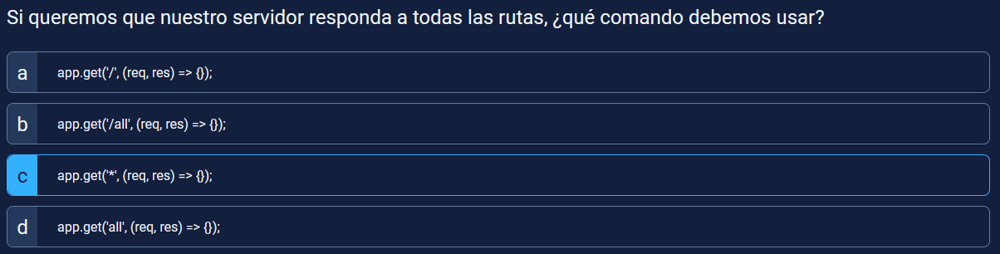 Si queremos que nuestro servidor responda a todas las rutas, ¿qué comando debemos usar?
a app.get('/', (req, res) => {});
b app.get('/all', (req, res) => {});
c app.get('*', (req, res) => {});
d app.get('all', (req, res) => {});